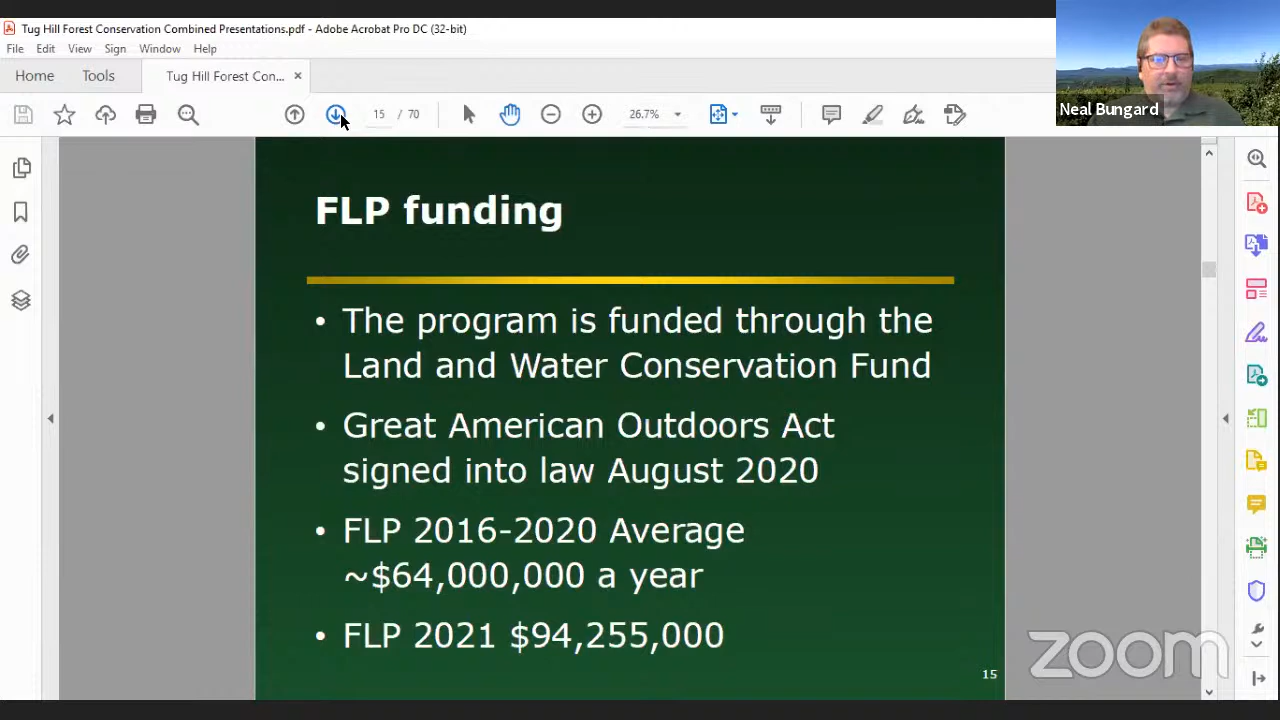 Tug Hill Forest Conservation Combined Presentations.pdf - Adobe Acrobat Pro DC (32-bit)
File Edit View Sign Window Help
Home Tools Tug Hill Forest Con... ×
15 / 70 26.7%
Neal Bungard
FLP funding
• The program is funded through the
Land and Water Conservation Fund
• Great American Outdoors Act
signed into law August 2020
• FLP 2016-2020 Average
~$64,000,000 a year
• FLP 2021 $94,255,000
15
zoom